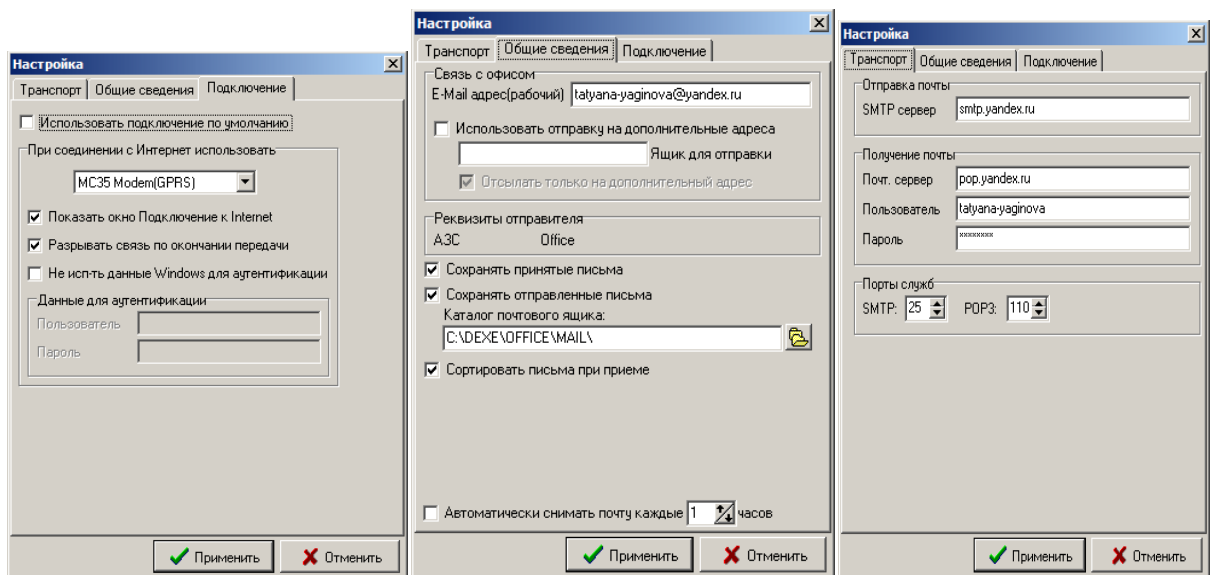 Настройка
Транспорт Общие сведения Подключение
Использовать подключение по умолчанию
При соединении с Интернет использовать
MC35 Modem(GPRS)
Показать окно Подключение к Internet
Разрывать связь по окончании передачи
Не исп-ть данные Windows для аутентификации
Данные для аутентификации
Пользователь
Пароль
Применить Отменить
Настройка
Транспорт Общие сведения Подключение
Связь с офисом
E-Mail адрес(рабочий) tatyana-yaginova@yandex.ru
Использовать отправку на дополнительные адреса
Ящик для отправки
Отсылать только на дополнительный адрес
Реквизиты отправителя
АЗС Office
Сохранять принятые письма
Сохранять отправленные письма
Каталог почтового ящика:
C:\DEXE\OFFICE\MAIL\
Сортировать письма при приеме
Автоматически снимать почту каждые 1 часов
Применить Отменить
Настройка
Транспорт Общие сведения Подключение
Отправка почты
SMTP сервер smtp.yandex.ru
Получение почты
Почт. сервер pop.yandex.ru
Пользователь tatyana-yaginova
Пароль ××××××××
Порты служб
SMTP: 25 POP3: 110
Применить Отменить